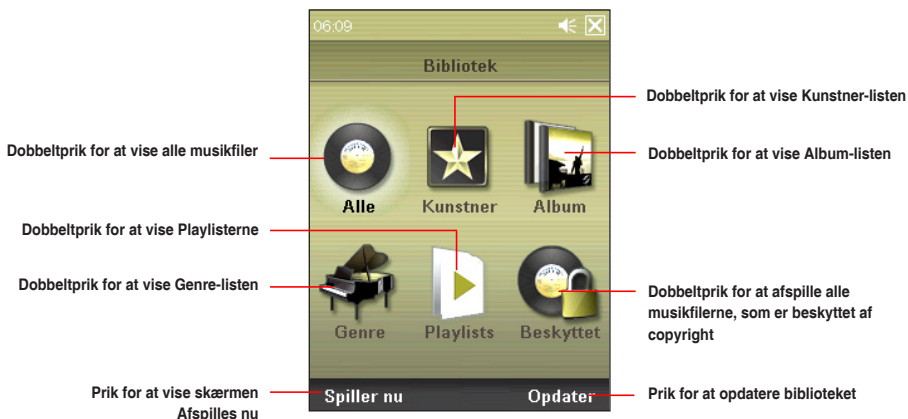 06:09
Bibliotek
Dobbeltprik for at vise Kunstner-listen
Dobbeltprik for at vise alle musikfiler
Dobbeltprik for at vise Album-listen
Alle
Kunstner
Album
Dobbeltprik for at vise Playlisterne
Dobbeltprik for at vise Genre-listen
Dobbeltprik for at afspille alle
musikfilerne, som er beskyttet af
copyright
Genre
Playlists
Beskyttet
Prik for at vise skærmen
Afspilles nu
Spiller nu
Opdater
Prik for at opdatere biblioteket